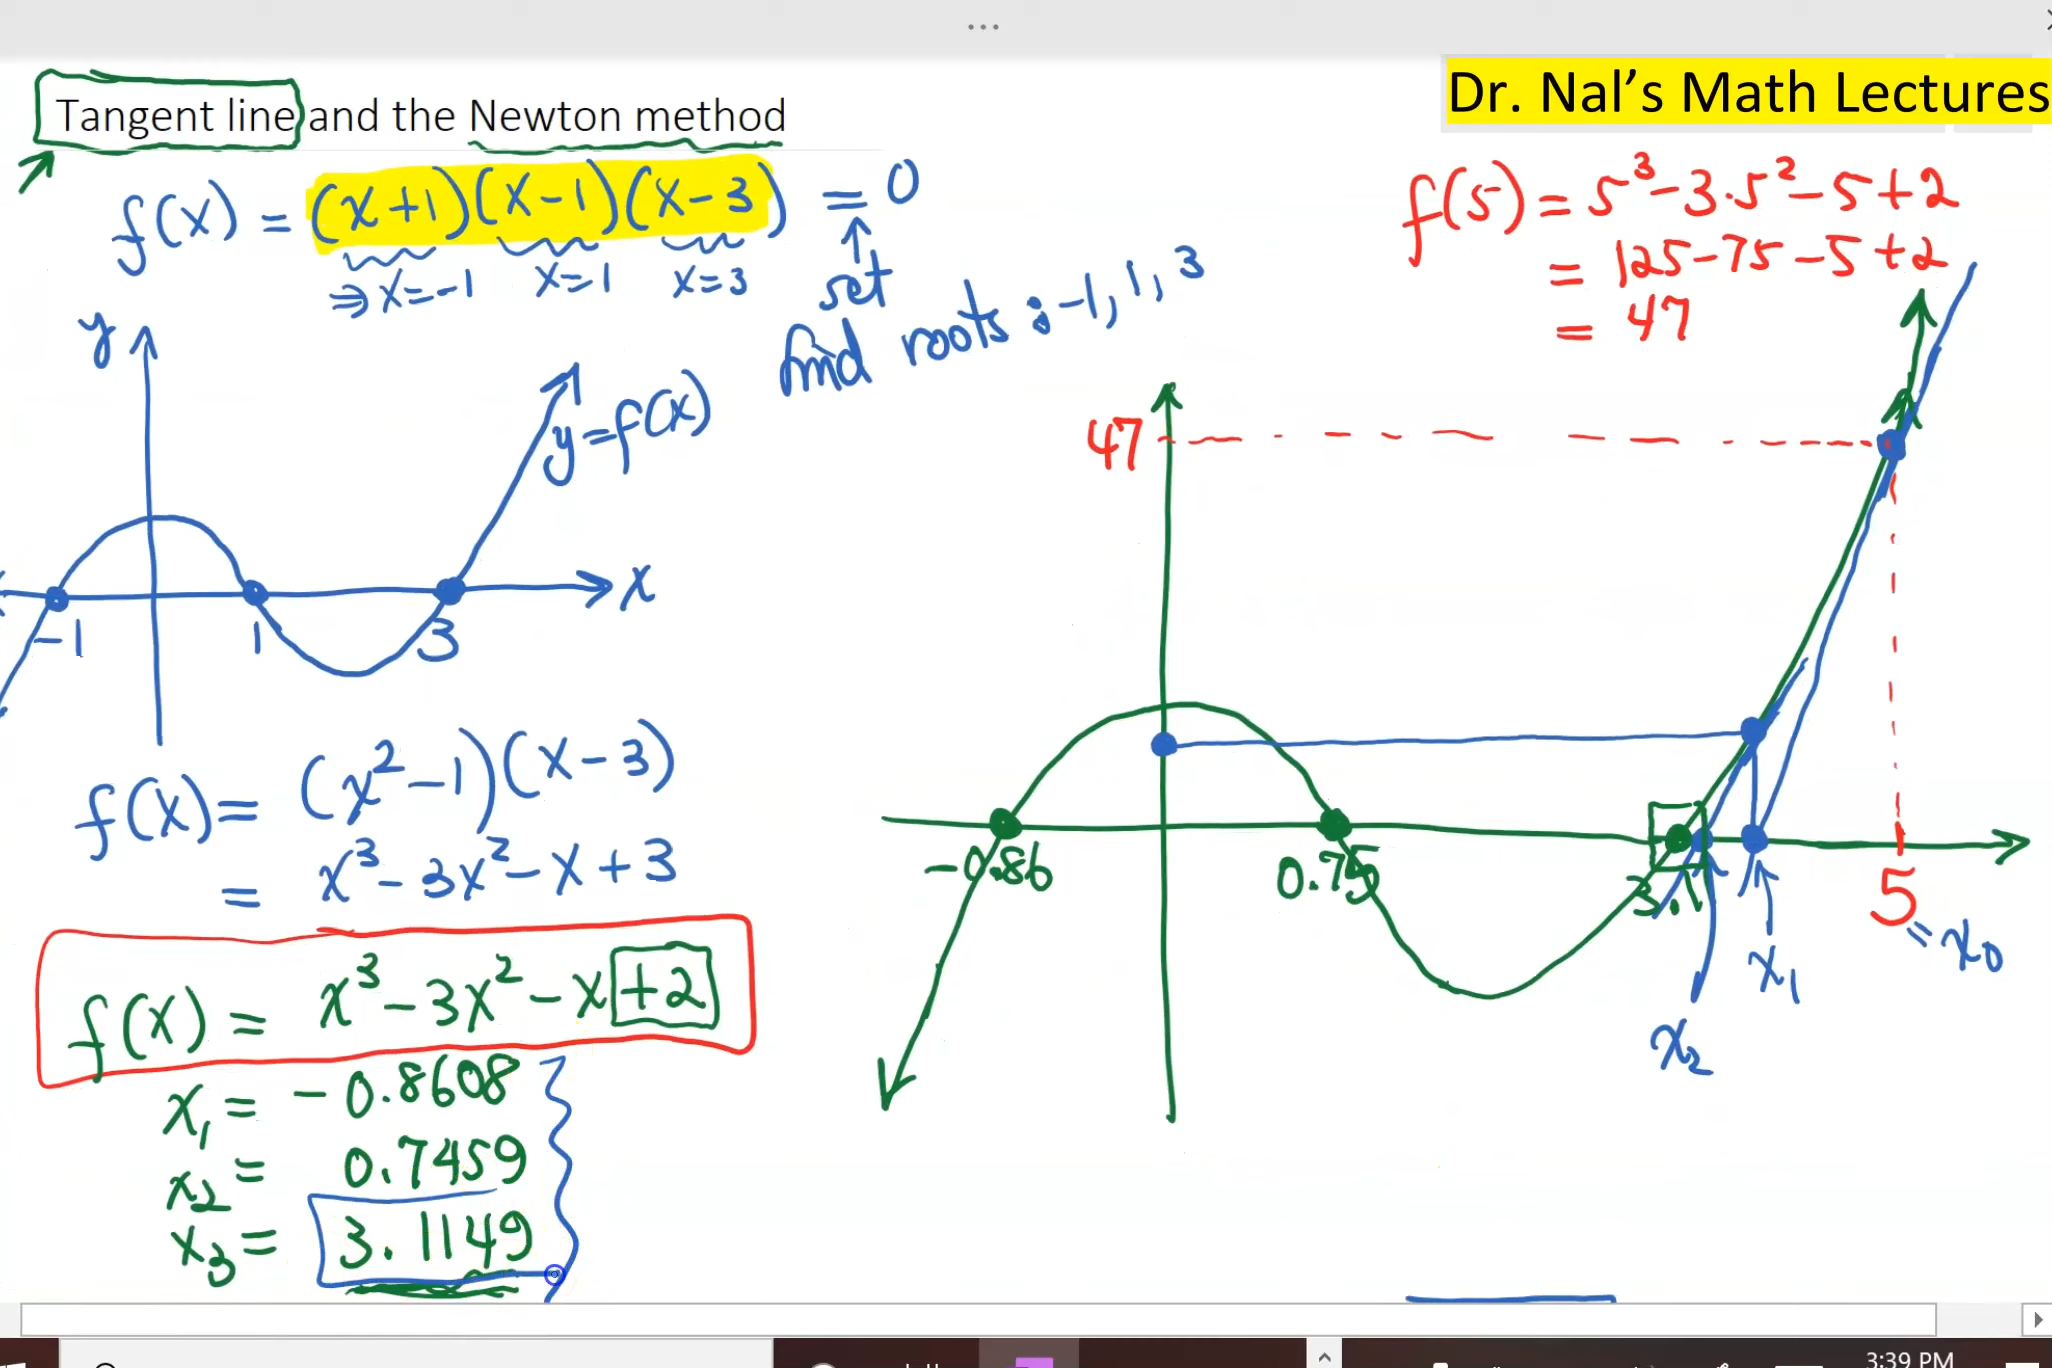 Dr. Nal’s Math Lectures
Tangent line and the Newton method
f(x) = (x+1)(x-1)(x-3) = 0
⇒ x=-1 x=1 x=3
set
find roots : -1, 1, 3
f(5) = 5³-3·5²-5+2
= 125-75-5+2
= 47
y
y=f(x)
x
-1 1 3
f(x)= (x²-1)(x-3)
= x³-3x²-x+3
f(x) = x³-3x²-x+2
x₁ = -0.8608
x₂ = 0.7459
x₃ = 3.1149
47
-0.86 0.75 3.1 5 = x₀
x₁
x₂
3:39 PM